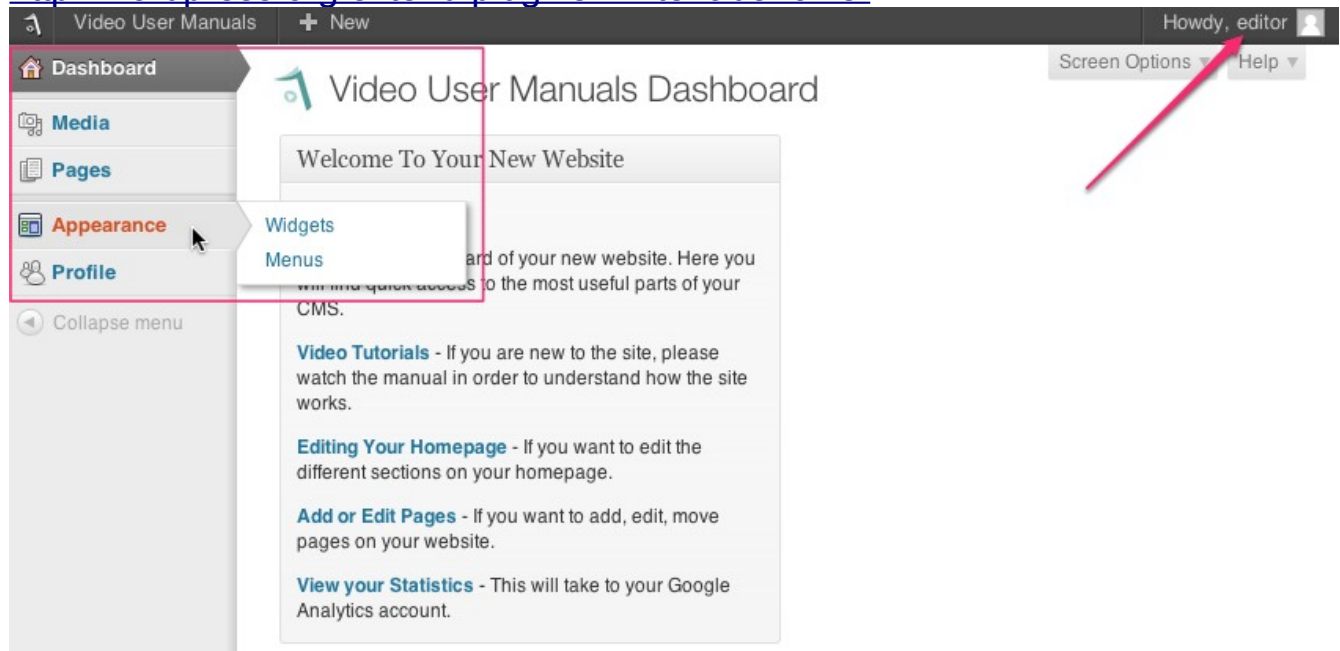 Video User Manuals + New Howdy, editor
Dashboard
Screen Options Help
Video User Manuals Dashboard
Media
Welcome To Your New Website
Pages
Appearance
Widgets
Menus
Profile
ard of your new website. Here you
will find quick access to the most useful parts of your
CMS.
Collapse menu
Video Tutorials - If you are new to the site, please
watch the manual in order to understand how the site
works.
Editing Your Homepage - If you want to edit the
different sections on your homepage.
Add or Edit Pages - If you want to add, edit, move
pages on your website.
View your Statistics - This will take to your Google
Analytics account.